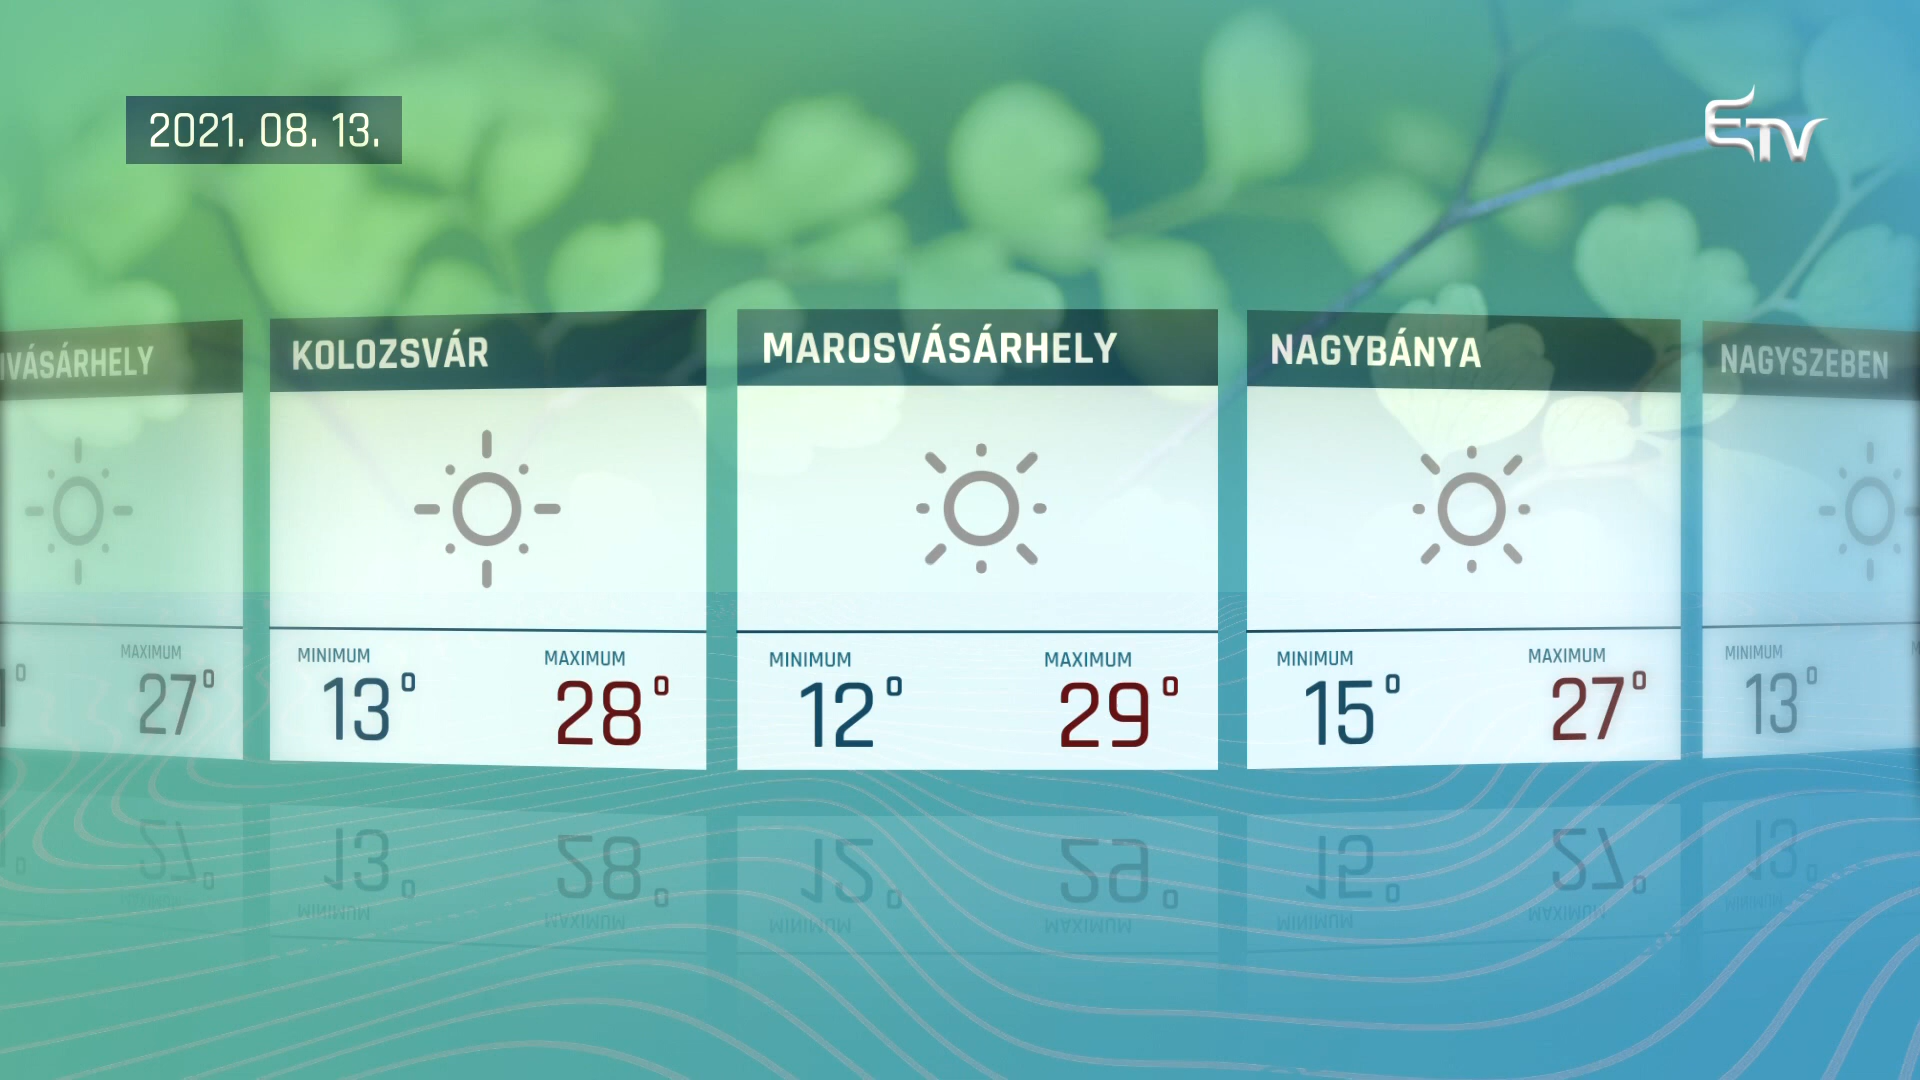 2021. 08. 13.
ETV
KOLOZSVÁR
MINIMUM
13°
MAXIMUM
28°
MAROSVÁSÁRHELY
MINIMUM
12°
MAXIMUM
29°
NAGYBÁNYA
MINIMUM
15°
MAXIMUM
27°
NAGYSZEBEN
MINIMUM
13°
MAXIMUM
27°